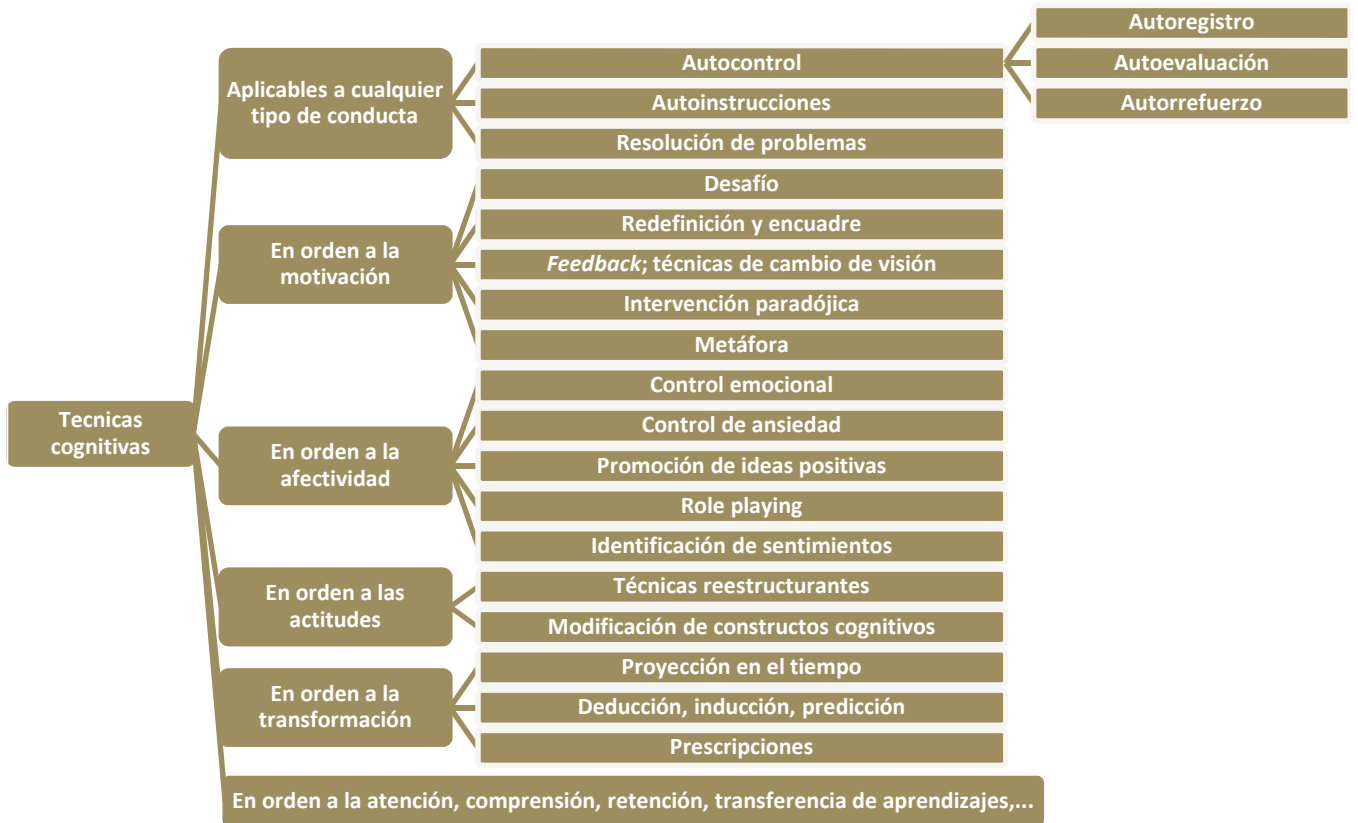 Tecnicas
cognitivas
Aplicables a cualquier
tipo de conducta
Autocontrol
Autoregistro
Autoevaluación
Autorrefuerzo
Autoinstrucciones
Resolución de problemas
En orden a la
motivación
Desafío
Redefinición y encuadre
Feedback; técnicas de cambio de visión
Intervención paradójica
Metáfora
En orden a la
afectividad
Control emocional
Control de ansiedad
Promoción de ideas positivas
Role playing
Identificación de sentimientos
En orden a las
actitudes
Técnicas reestructurantes
Modificación de constructos cognitivos
En orden a la
transformación
Proyección en el tiempo
Deducción, inducción, predicción
Prescripciones
En orden a la atención, comprensión, retención, transferencia de aprendizajes,...